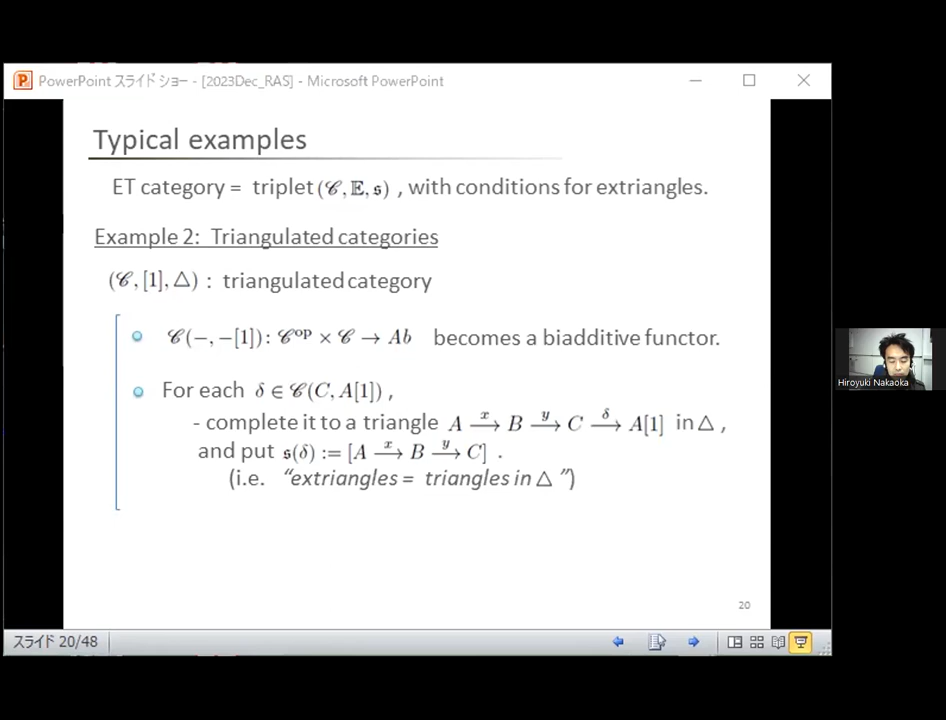 PowerPoint スライド ショー - [2023Dec_RAS] - Microsoft PowerPoint
Typical examples
ET category = triplet (𝒞, 𝔼, 𝔰) , with conditions for extriangles.
Example 2: Triangulated categories
(𝒞, [1], △) : triangulated category
𝒞(−, −[1]): 𝒞ᵒᵖ × 𝒞 → Ab becomes a biadditive functor.
For each δ ∈ 𝒞(C, A[1]) ,
- complete it to a triangle A →ˣ B →ʸ C →ᵟ A[1] in △ ,
and put 𝔰(δ) := [A →ˣ B →ʸ C] .
(i.e. “extriangles = triangles in △ ”)
20
スライド 20/48
Hiroyuki Nakaoka